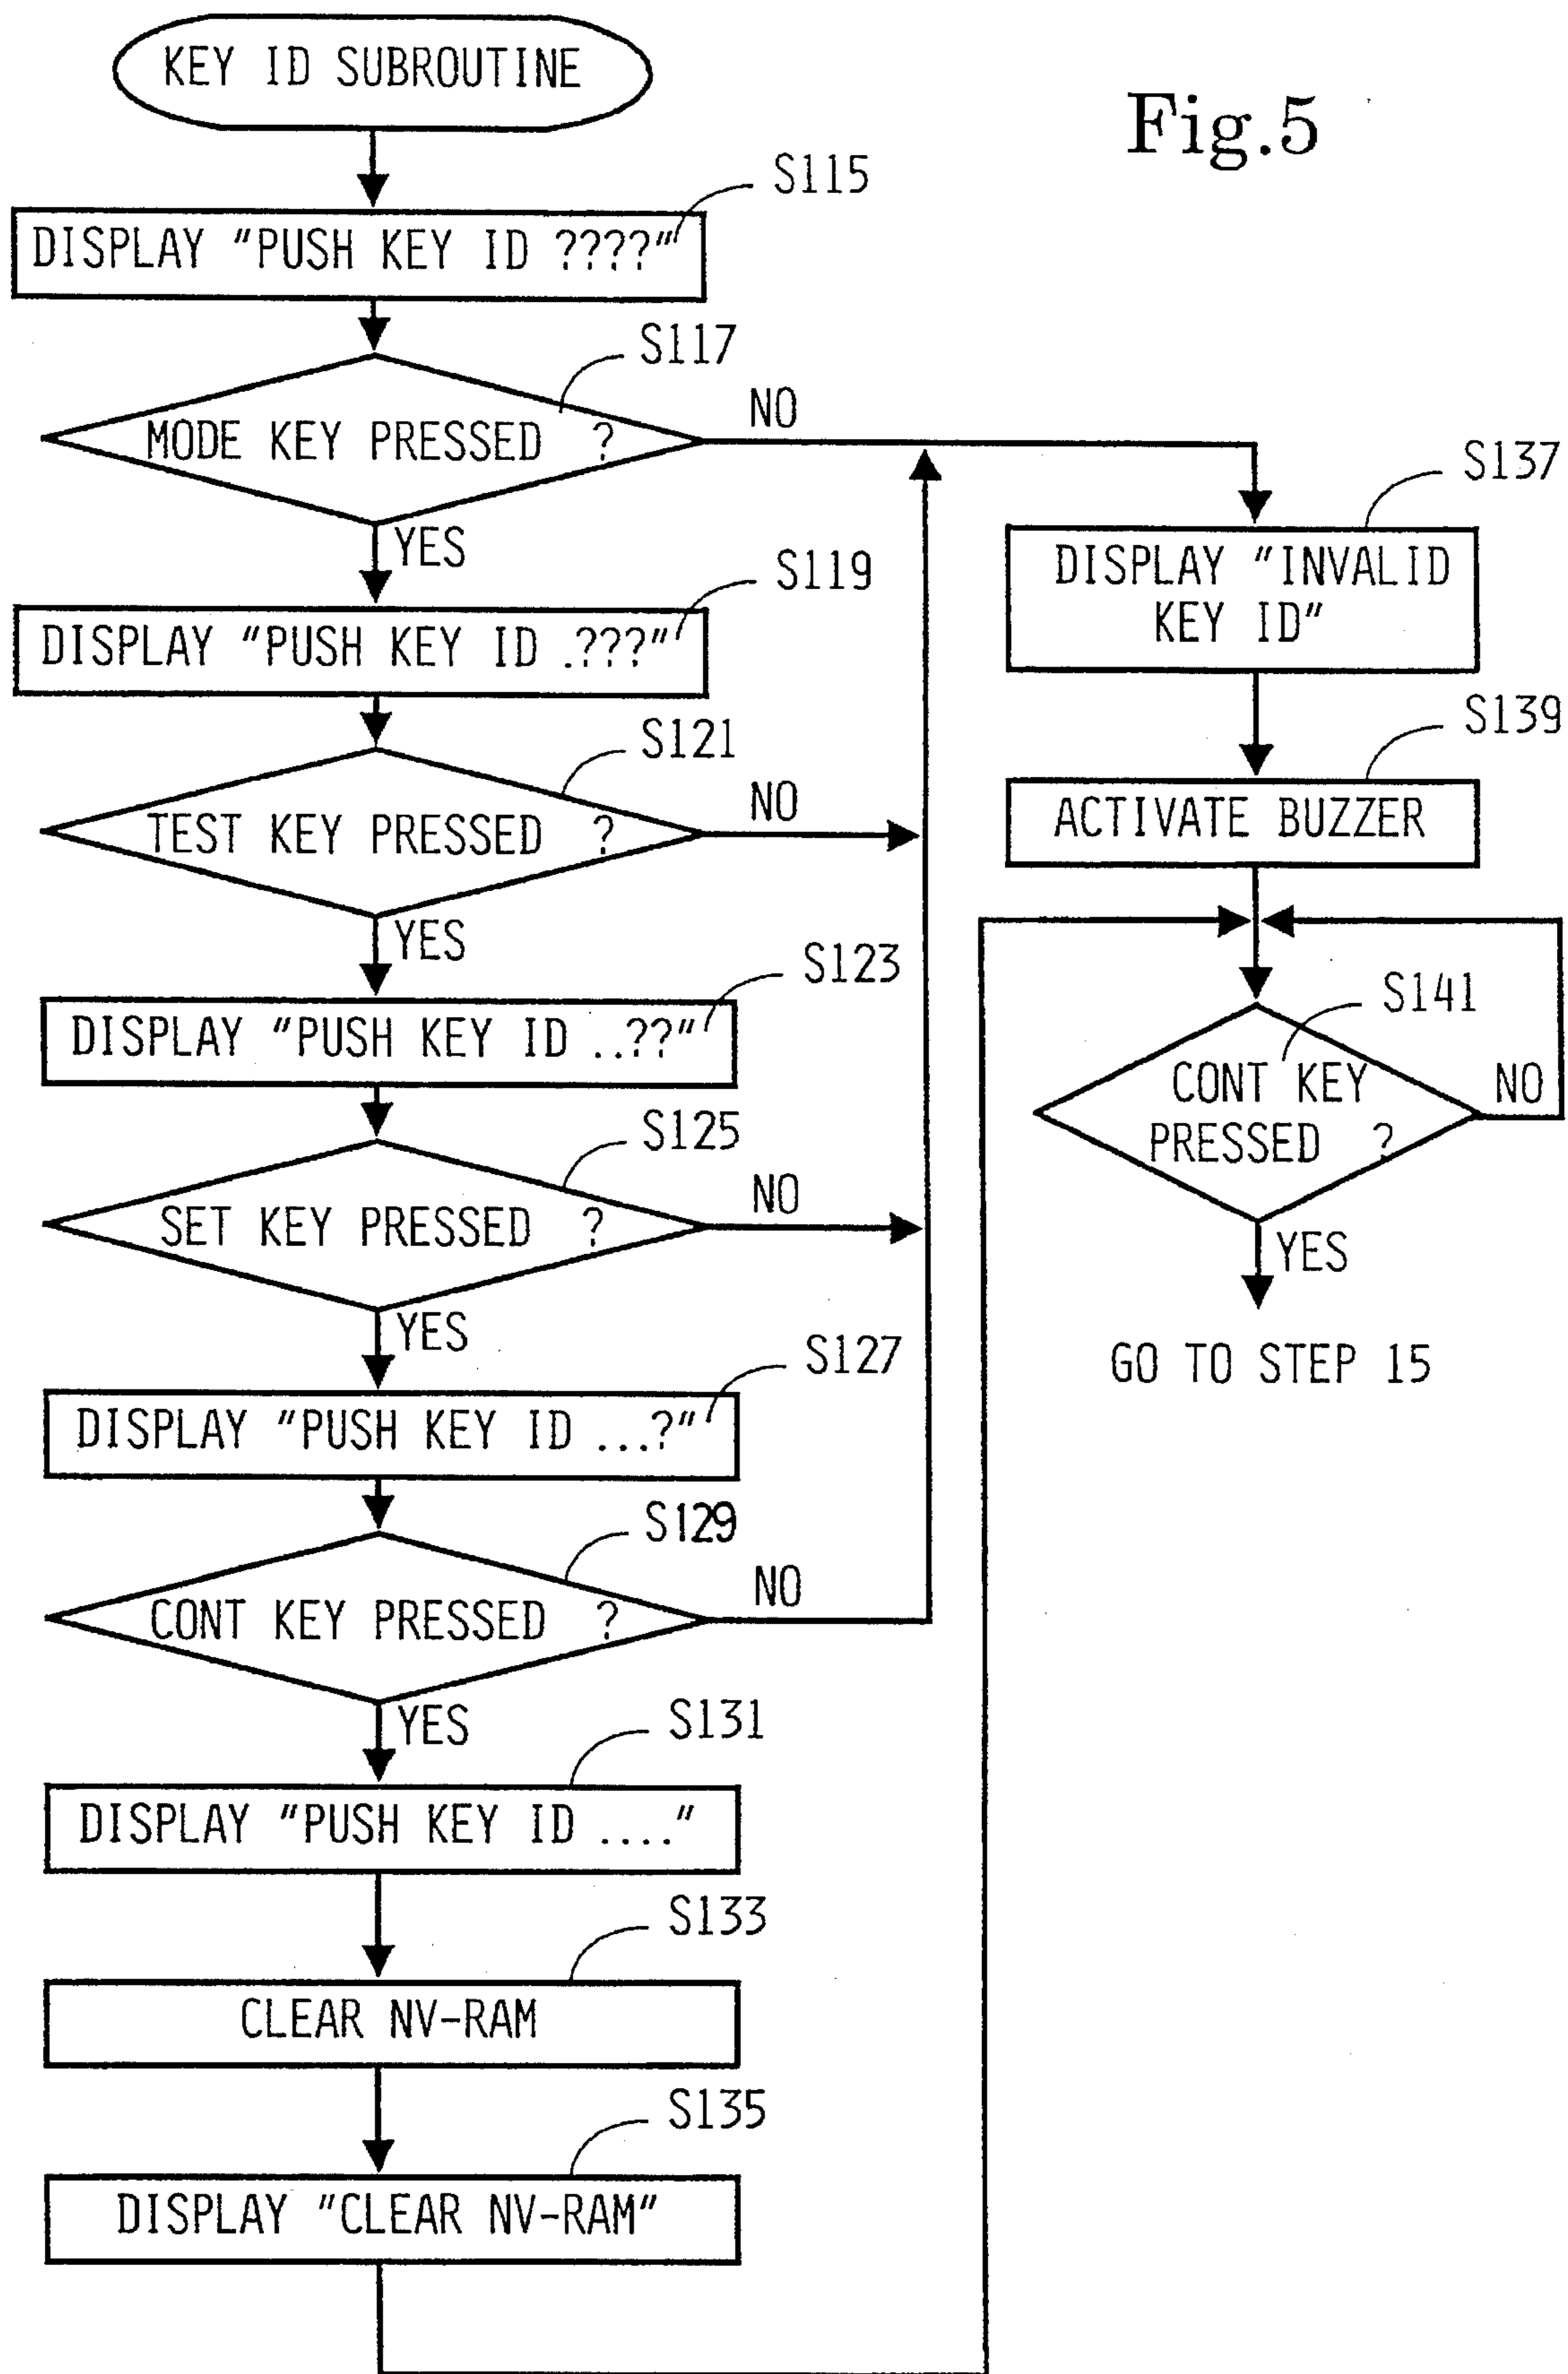 KEY ID SUBROUTINE
Fig.5
S115
DISPLAY "PUSH KEY ID ????"
S117
MODE KEY PRESSED ?
NO
YES
S119
DISPLAY "PUSH KEY ID .???"
S121
TEST KEY PRESSED ?
NO
YES
S123
DISPLAY "PUSH KEY ID ..??"
S125
SET KEY PRESSED ?
NO
YES
S127
DISPLAY "PUSH KEY ID ...?"
S129
CONT KEY PRESSED ?
NO
YES
S131
DISPLAY "PUSH KEY ID ...."
S133
CLEAR NV-RAM
S135
DISPLAY "CLEAR NV-RAM"
S137
DISPLAY "INVALID
KEY ID"
S139
ACTIVATE BUZZER
S141
CONT KEY
PRESSED ?
NO
YES
GO TO STEP 15